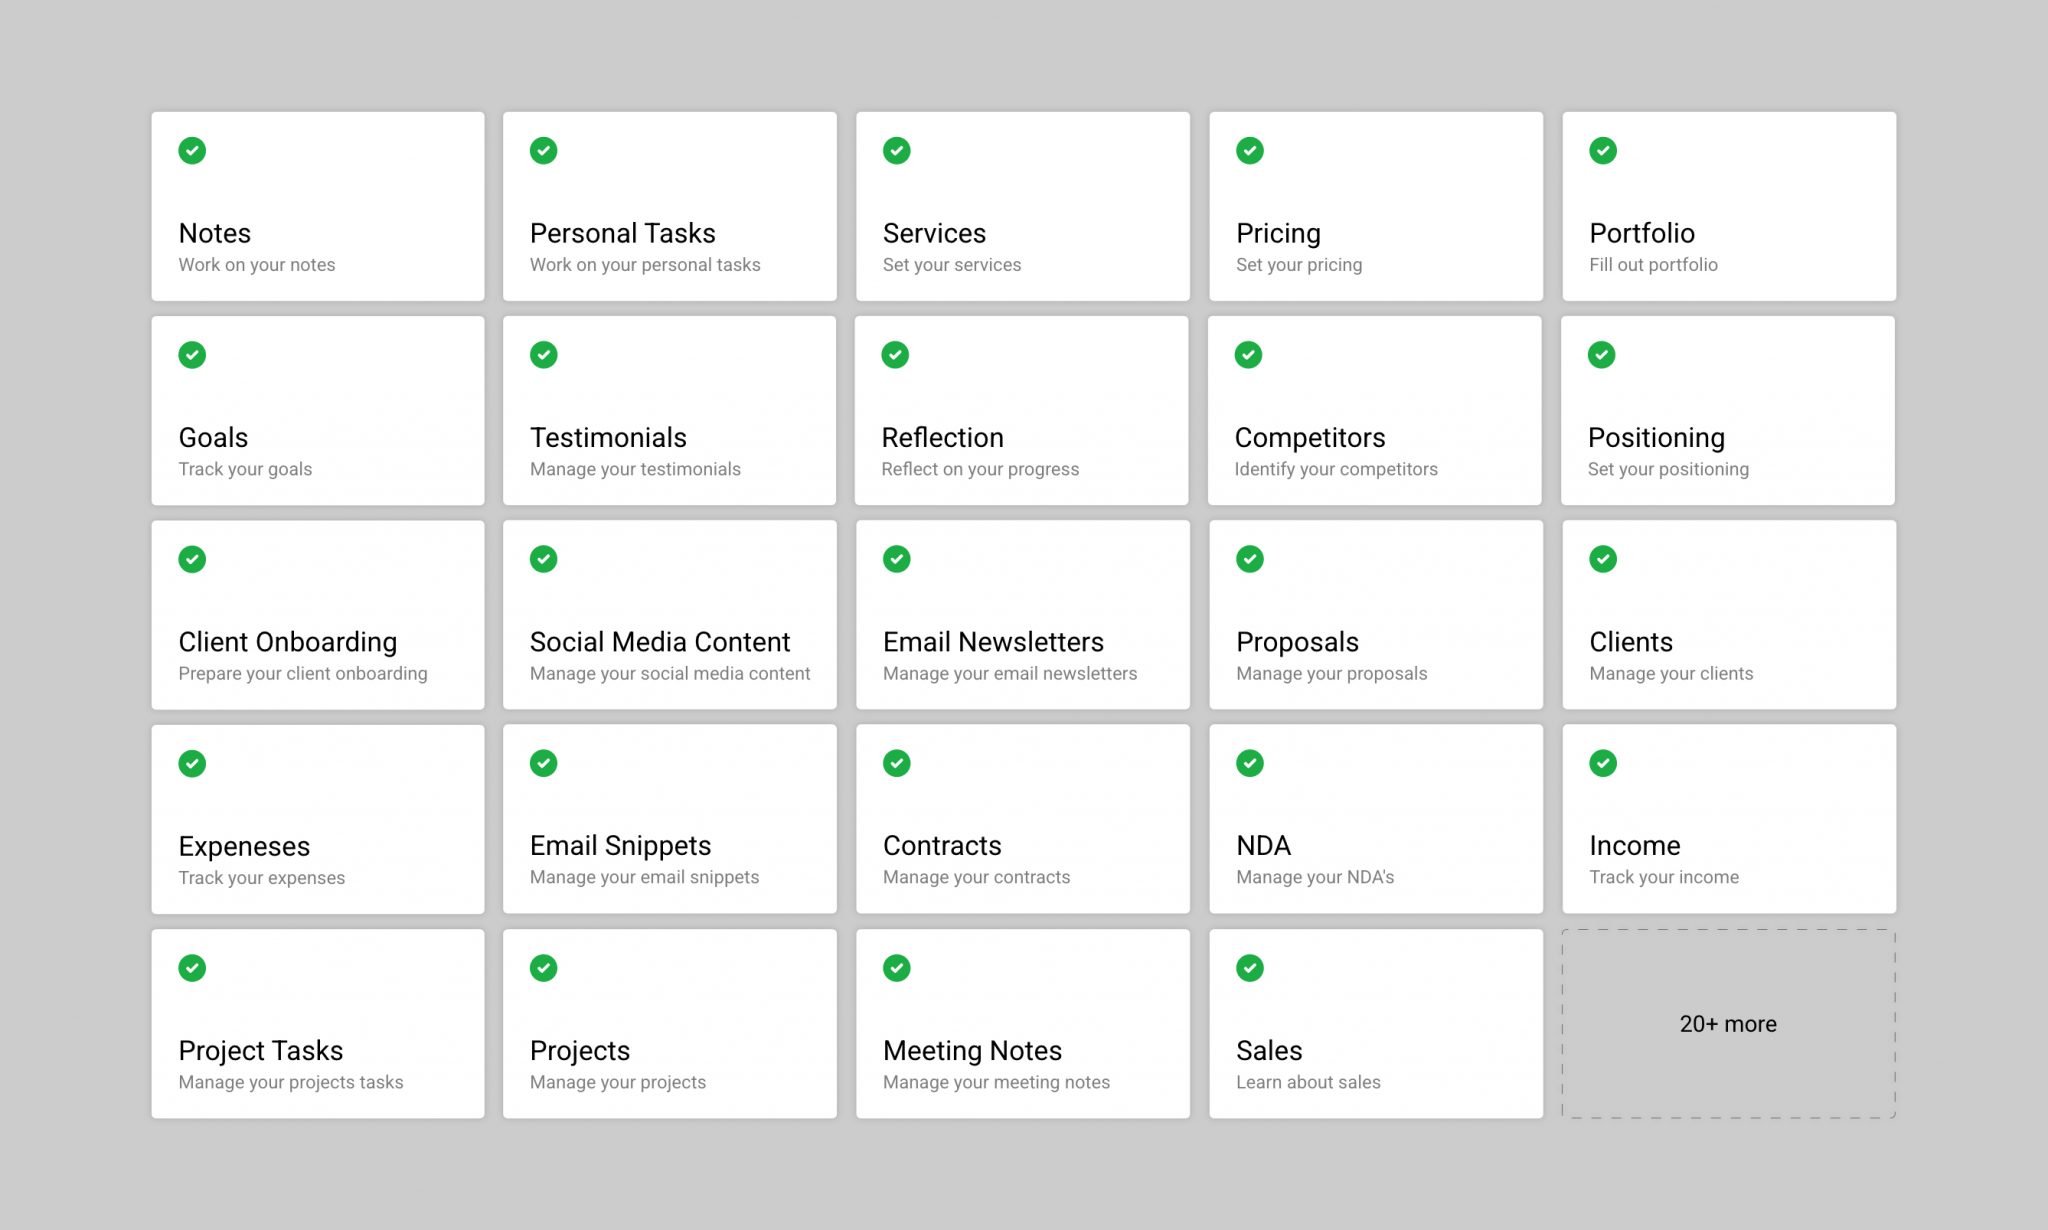 Notes
Work on your notes
Personal Tasks
Work on your personal tasks
Services
Set your services
Pricing
Set your pricing
Portfolio
Fill out portfolio
Goals
Track your goals
Testimonials
Manage your testimonials
Reflection
Reflect on your progress
Competitors
Identify your competitors
Positioning
Set your positioning
Client Onboarding
Prepare your client onboarding
Social Media Content
Manage your social media content
Email Newsletters
Manage your email newsletters
Proposals
Manage your proposals
Clients
Manage your clients
Expeneses
Track your expenses
Email Snippets
Manage your email snippets
Contracts
Manage your contracts
NDA
Manage your NDA's
Income
Track your income
Project Tasks
Manage your projects tasks
Projects
Manage your projects
Meeting Notes
Manage your meeting notes
Sales
Learn about sales
20+ more